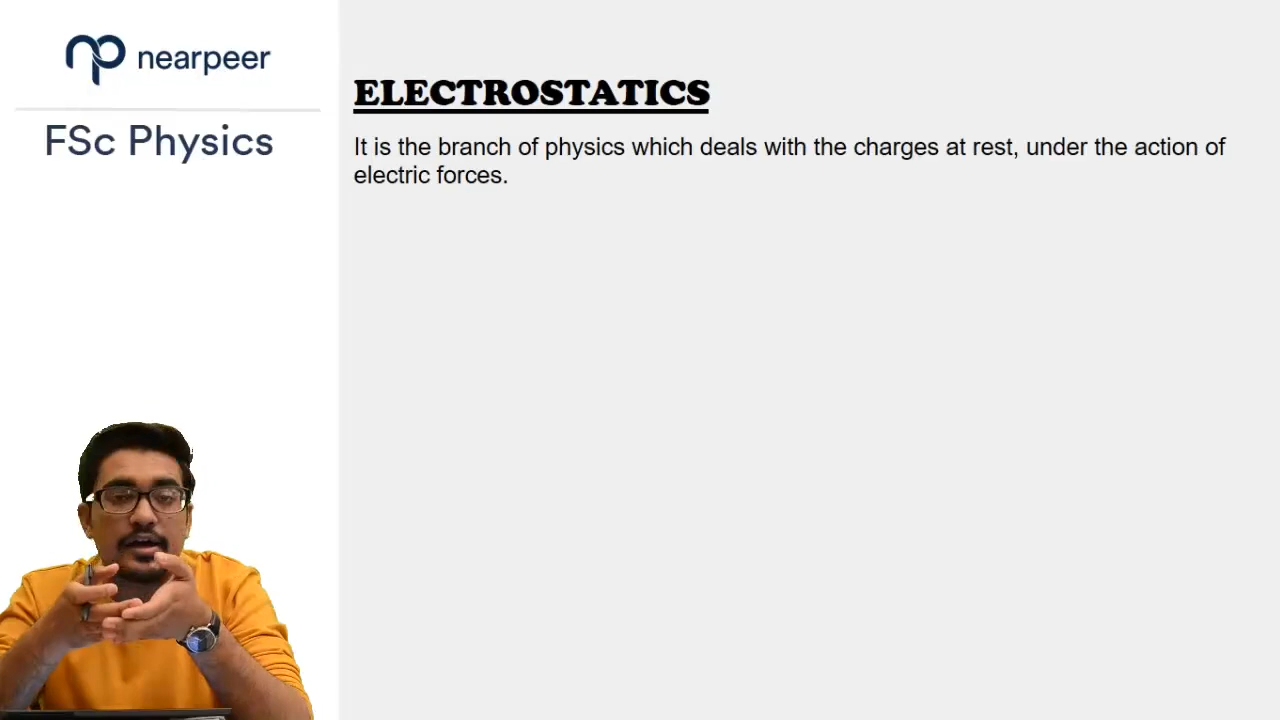 nearpeer
FSc Physics
ELECTROSTATICS
It is the branch of physics which deals with the charges at rest, under the action of
electric forces.